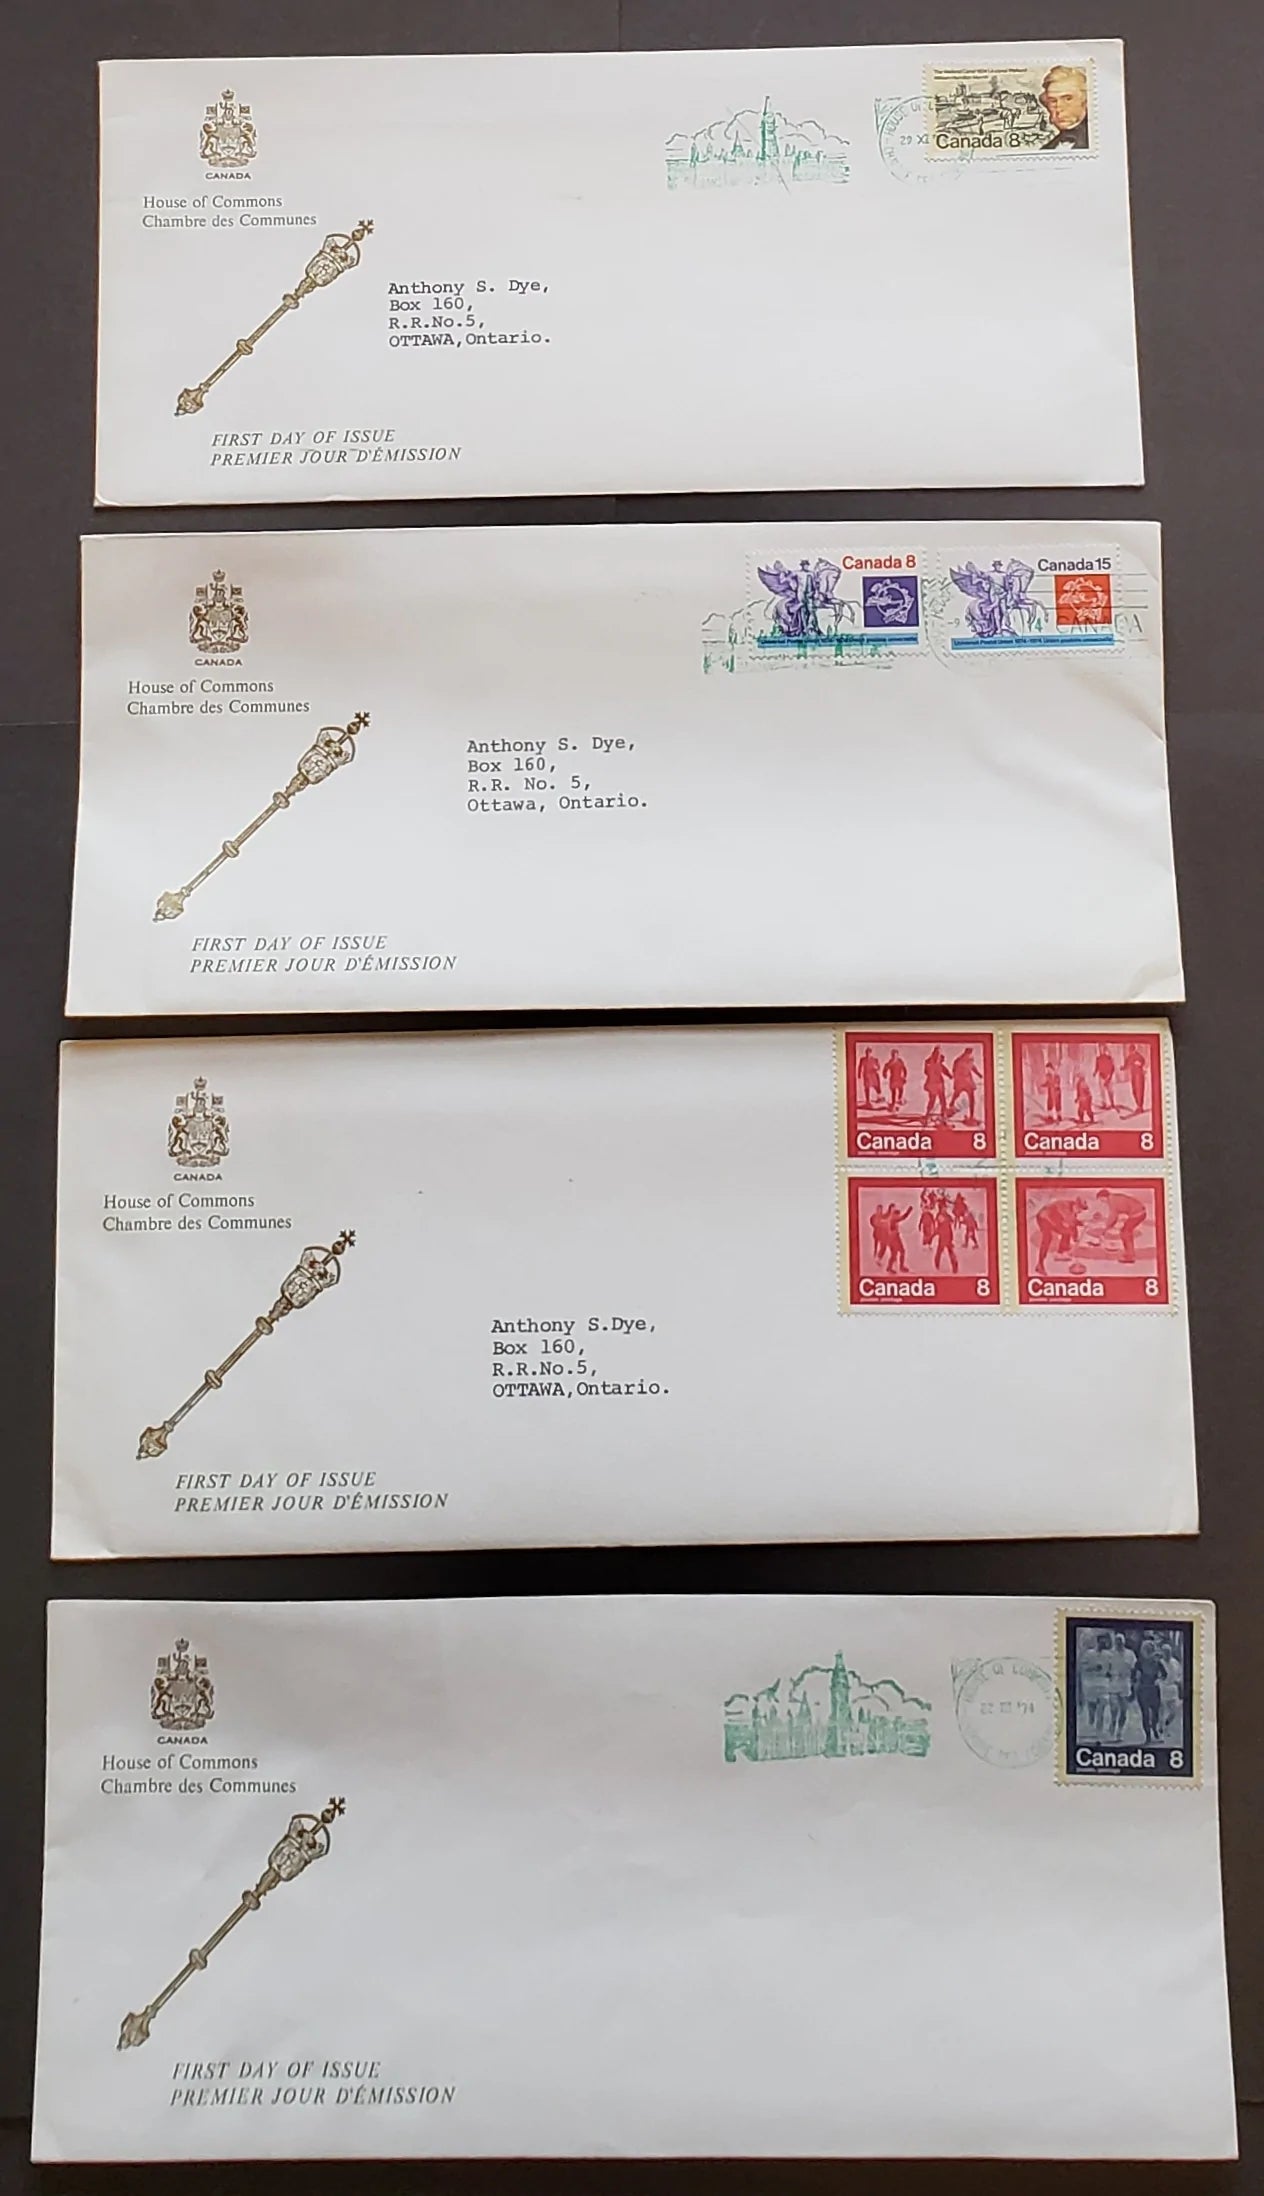 CANADA
House of Commons
Chambre des Communes
Canada 8
29 XI
Anthony S. Dye,
Box 160,
R.R.No.5,
OTTAWA,Ontario.
FIRST DAY OF ISSUE
PREMIER JOUR D'ÉMISSION
CANADA
House of Commons
Chambre des Communes
Canada 8
Canada 15
CANADA
Anthony S. Dye,
Box 160,
R.R. No. 5,
Ottawa, Ontario.
FIRST DAY OF ISSUE
PREMIER JOUR D'ÉMISSION
CANADA
House of Commons
Chambre des Communes
Canada 8
Canada 8
Canada 8
Canada 8
Anthony S.Dye,
Box 160,
R.R.No.5,
OTTAWA,Ontario.
FIRST DAY OF ISSUE
PREMIER JOUR D'ÉMISSION
CANADA
House of Commons
Chambre des Communes
Canada 8
FIRST DAY OF ISSUE
PREMIER JOUR D'ÉMISSION